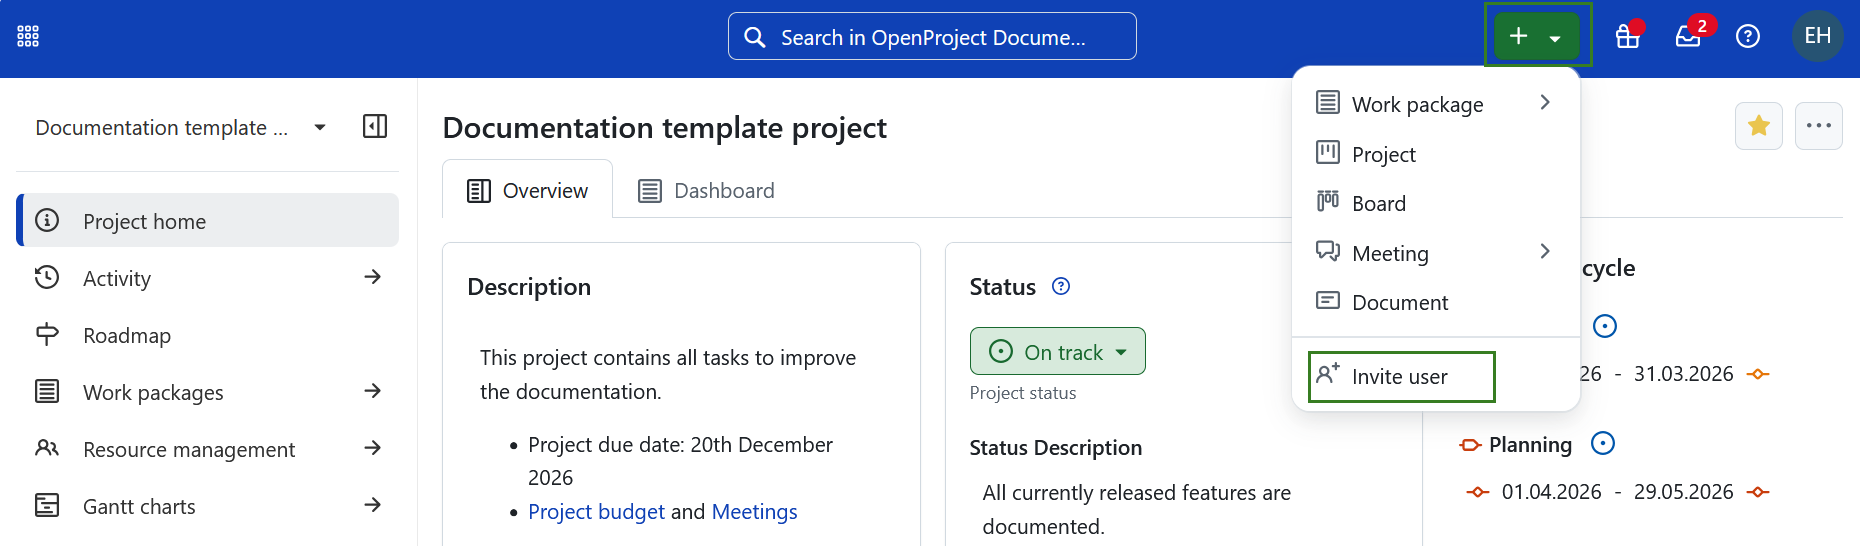 Search in OpenProject Docume...
2
EH
Documentation template ...
Project home
Activity
Roadmap
Work packages
Resource management
Gantt charts
Documentation template project
Overview
Dashboard
Description
This project contains all tasks to improve
the documentation.
• Project due date: 20th December
2026
• Project budget and Meetings
Status
On track
Project status
Status Description
All currently released features are
documented.
Work package
Project
Board
Meeting
Document
Invite user
cycle
26 - 31.03.2026
Planning
01.04.2026 - 29.05.2026